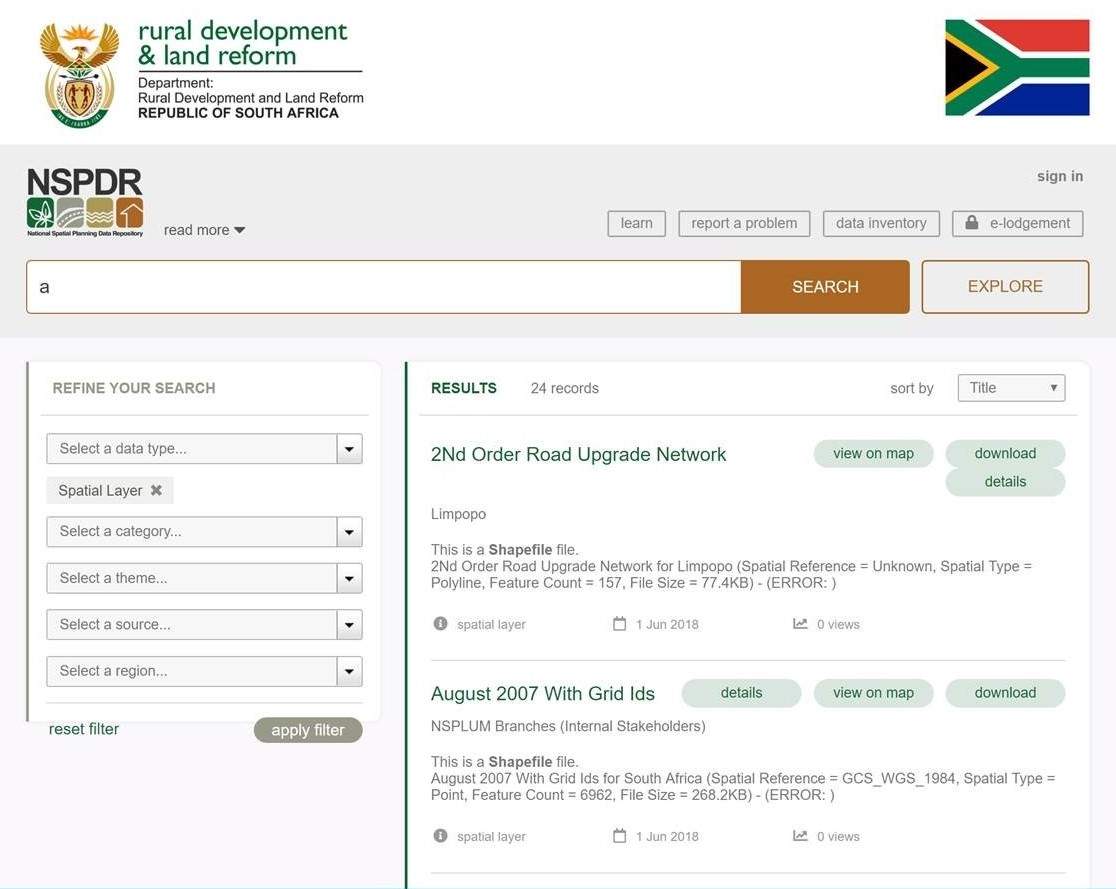 rural development
& land reform
Department:
Rural Development and Land Reform
REPUBLIC OF SOUTH AFRICA
NSPDR
National Spatial Planning Data Repository
read more
sign in
learn
report a problem
data inventory
e-lodgement
a
SEARCH
EXPLORE
REFINE YOUR SEARCH
Select a data type...
Spatial Layer ✖
Select a category...
Select a theme...
Select a source...
Select a region...
reset filter
apply filter
RESULTS 24 records sort by Title
2Nd Order Road Upgrade Network
view on map
download
details
Limpopo
This is a Shapefile file.
2Nd Order Road Upgrade Network for Limpopo (Spatial Reference = Unknown, Spatial Type =
Polyline, Feature Count = 157, File Size = 77.4KB) - (ERROR: )
spatial layer 1 Jun 2018 0 views
August 2007 With Grid Ids
details
view on map
download
NSPLUM Branches (Internal Stakeholders)
This is a Shapefile file.
August 2007 With Grid Ids for South Africa (Spatial Reference = GCS_WGS_1984, Spatial Type =
Point, Feature Count = 6962, File Size = 268.2KB) - (ERROR: )
spatial layer 1 Jun 2018 0 views